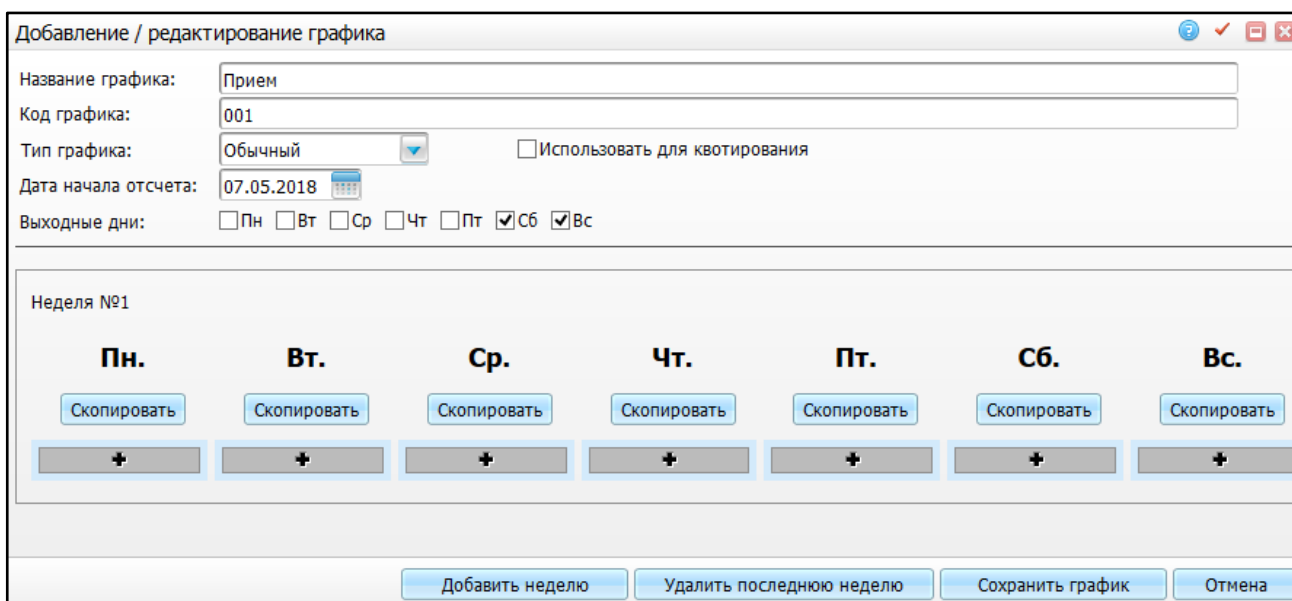 Добавление / редактирование графика
Название графика: Прием
Код графика: 001
Тип графика: Обычный Использовать для квотирования
Дата начала отсчета: 07.05.2018
Выходные дни: Пн Вт Ср Чт Пт Сб Вс
Неделя №1
Пн. Вт. Ср. Чт. Пт. Сб. Вс.
Скопировать Скопировать Скопировать Скопировать Скопировать Скопировать Скопировать
Добавить неделю Удалить последнюю неделю Сохранить график Отмена